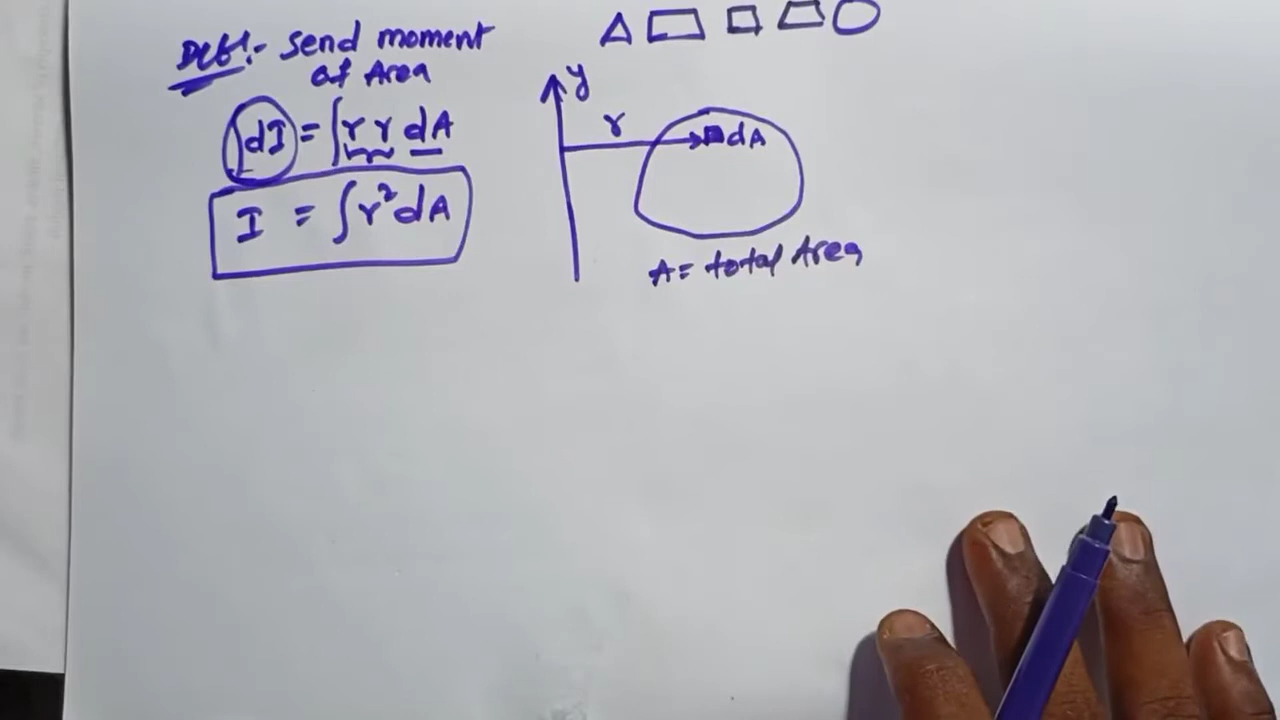 Def:- Send moment
of Area
∫dI = ∫r r dA
I = ∫r²dA
y
r
dA
A= total Area